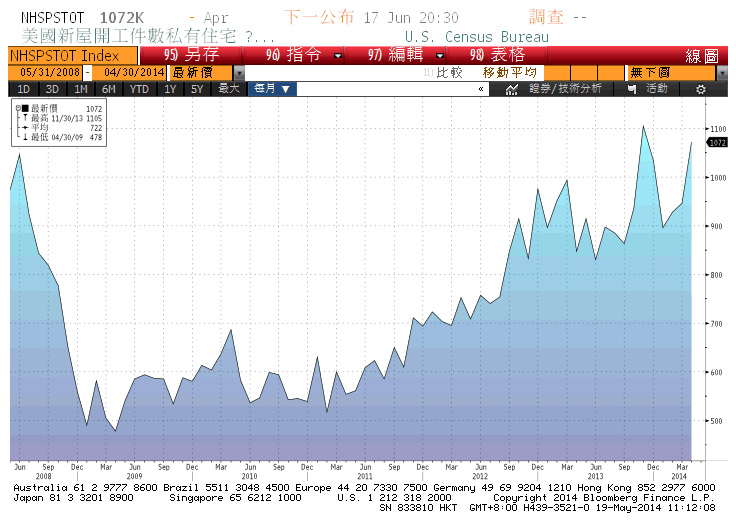 NHSPSTOT 1072K - Apr 下一公布 17 Jun 20:30 調查 --
美國新屋開工件數私有住宅 ?... U.S. Census Bureau
NHSPSTOT Index 95) 另存 96) 指令 97) 編輯 98) 表格 線圖
05/31/2008 - 04/30/2014 最新價 比較 移動平均 無下價
1D 3D 1M 6M YTD 1Y 5Y 最大 每月 ▼ « 證券/技術分析 活動
最新價 1072
最高 11/30/13 1105
平均 722
最低 04/30/09 478
1100
1072
1000
900
800
700
600
500
Jun Sep Dec Mar Jun Sep Dec Mar Jun Sep Dec Mar Jun Sep Dec Mar Jun Sep Dec Mar Jun Sep Dec Mar
2008 2009 2010 2011 2012 2013 2014
Australia 61 2 9777 8600 Brazil 5511 3048 4500 Europe 44 20 7330 7500 Germany 49 69 9204 1210 Hong Kong 852 2977 6000
Japan 81 3 3201 8900 Singapore 65 6212 1000 U.S. 1 212 318 2000 Copyright 2014 Bloomberg Finance L.P.
SN 833810 HKT GMT+8:00 H439-3521-0 19-May-2014 11:12:08